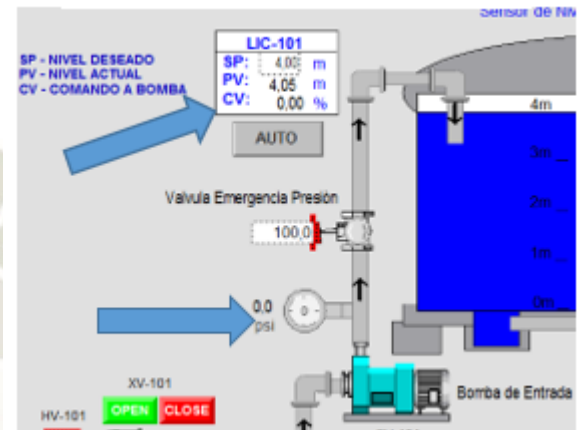 Sensor de Niv
LIC-101
SP - NIVEL DESEADO
PV - NIVEL ACTUAL
CV - COMANDO A BOMBA
SP: 4,00 m
PV: 4,05 m
CV: 0,00 %
AUTO
4m
3m
2m
1m
0m
Valvula Emergencia Presión
100,0
0,0
psi
XV-101
HV-101
OPEN CLOSE
Bomba de Entrada